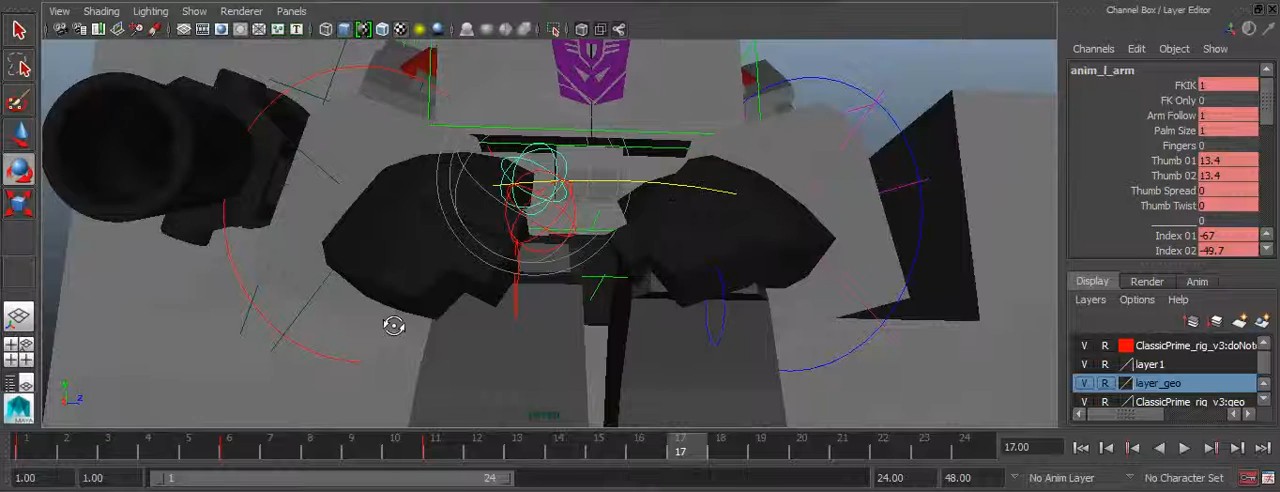 View Shading Lighting Show Renderer Panels
Channel Box / Layer Editor
Channels Edit Object Show
anim_l_arm
FKIK 1
FK Only 0
Arm Follow 1
Palm Size 1
Fingers 0
Thumb 01 13.4
Thumb 02 13.4
Thumb Spread 0
Thumb Twist 0
0
Index 01 -67
Index 02 -49.7
Display Render Anim
Layers Options Help
V R ClassicPrime_rig_v3:doNot
V R layer1
V R layer_geo
V R ClassicPrime_rig_v3:geo
persp
y
z
MAYA
1 2 3 4 5 6 7 8 9 10 11 12 13 14 15 16 17 18 19 20 21 22 23 24
17
17.00
1.00 1.00 1 24 24.00 48.00 No Anim Layer No Character Set